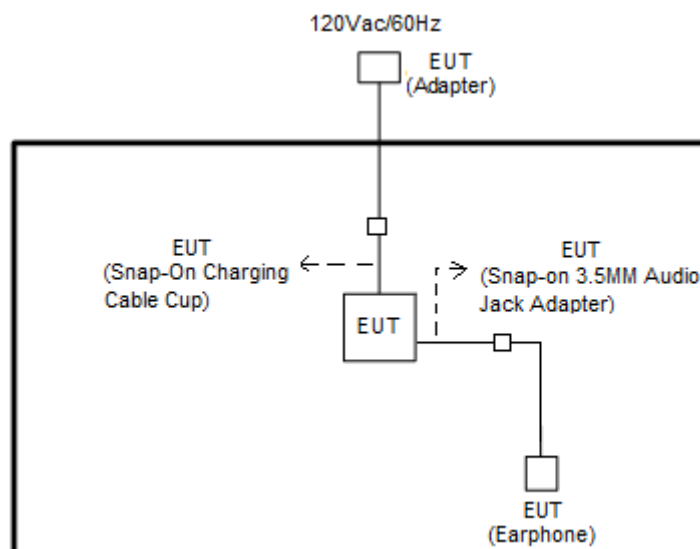 120Vac/60Hz
EUT
(Adapter)
EUT
(Snap-On Charging
Cable Cup)
EUT
(Snap-on 3.5MM Audio
Jack Adapter)
EUT
EUT
(Earphone)